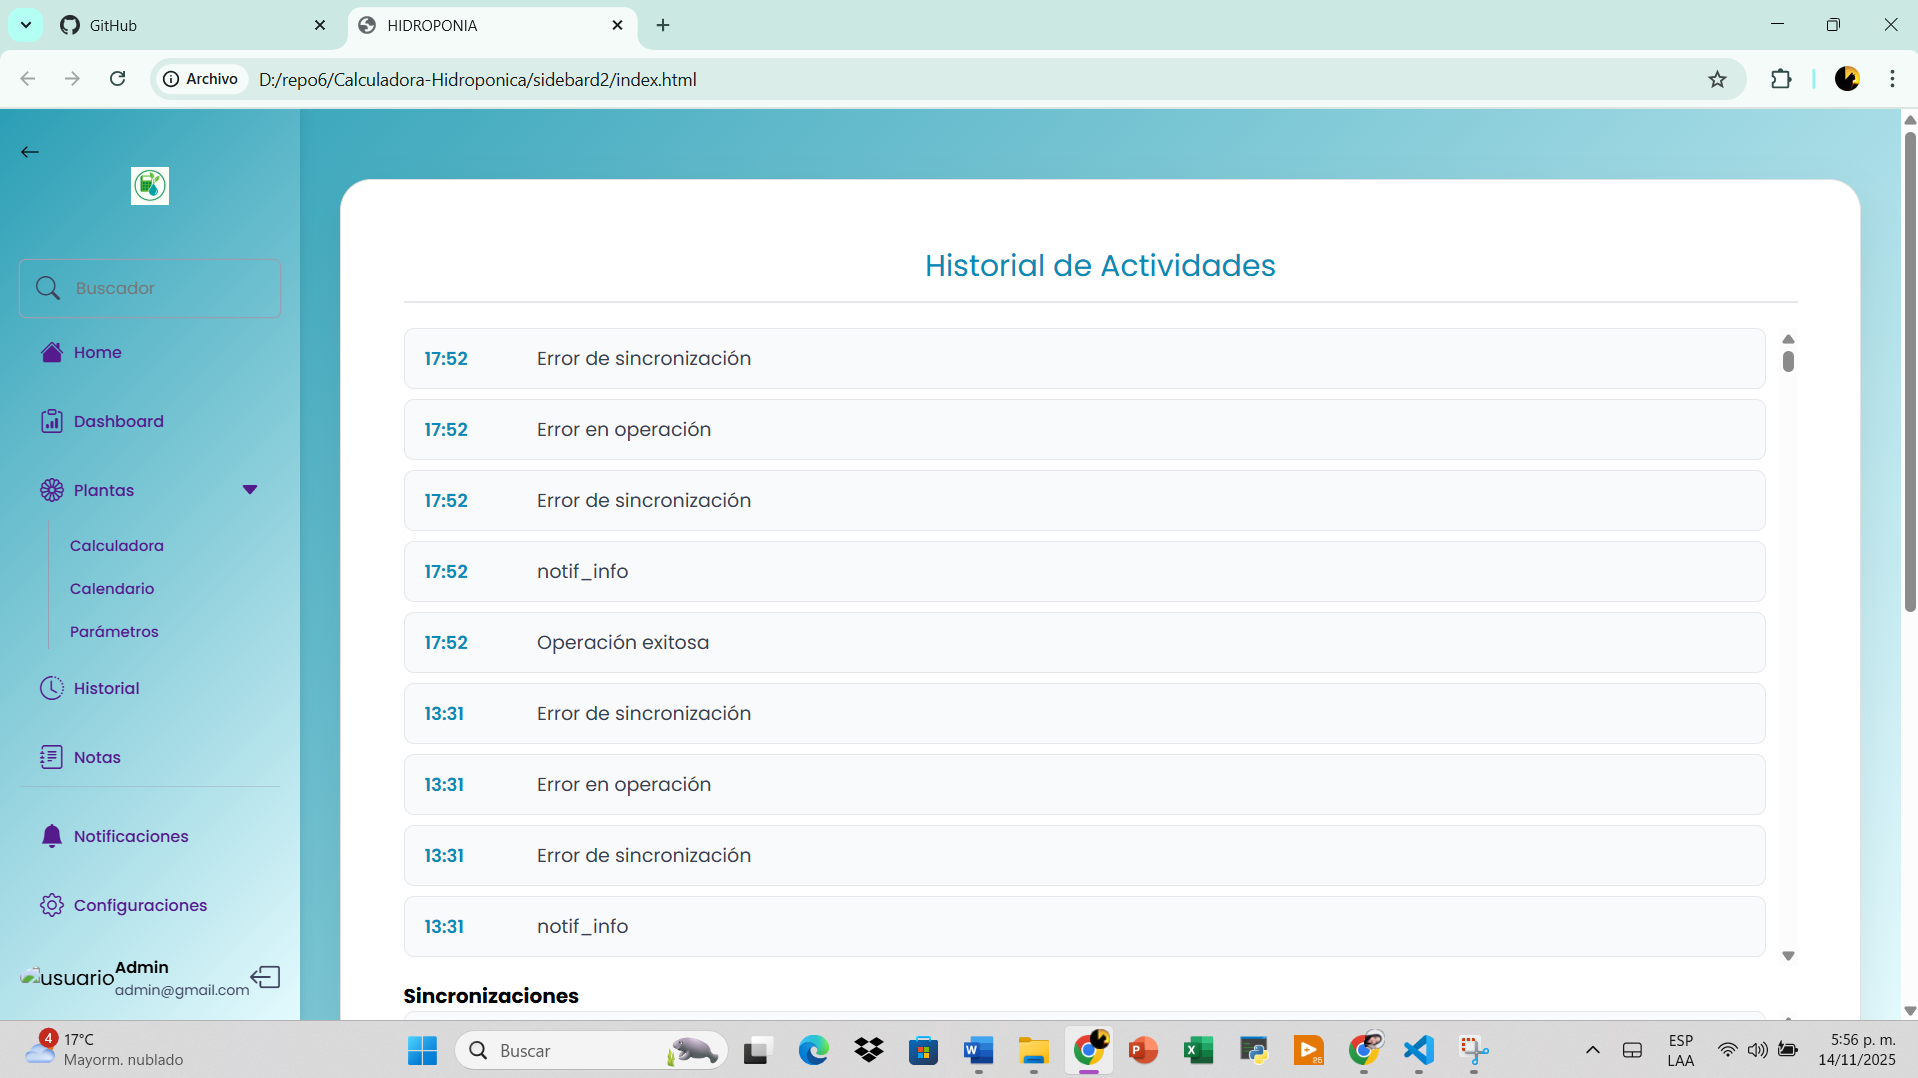 GitHub
HIDROPONIA
Archivo
D:/repo6/Calculadora-Hidroponica/sidebard2/index.html
Buscador
Home
Dashboard
Plantas
Calculadora
Calendario
Parámetros
Historial
Notas
Notificaciones
Configuraciones
usuario
Admin
admin@gmail.com
Historial de Actividades
17:52 Error de sincronización
17:52 Error en operación
17:52 Error de sincronización
17:52 notif_info
17:52 Operación exitosa
13:31 Error de sincronización
13:31 Error en operación
13:31 Error de sincronización
13:31 notif_info
Sincronizaciones
4
17°C
Mayorm. nublado
Buscar
W
P
X
25
ESP
LAA
5:56 p. m.
14/11/2025